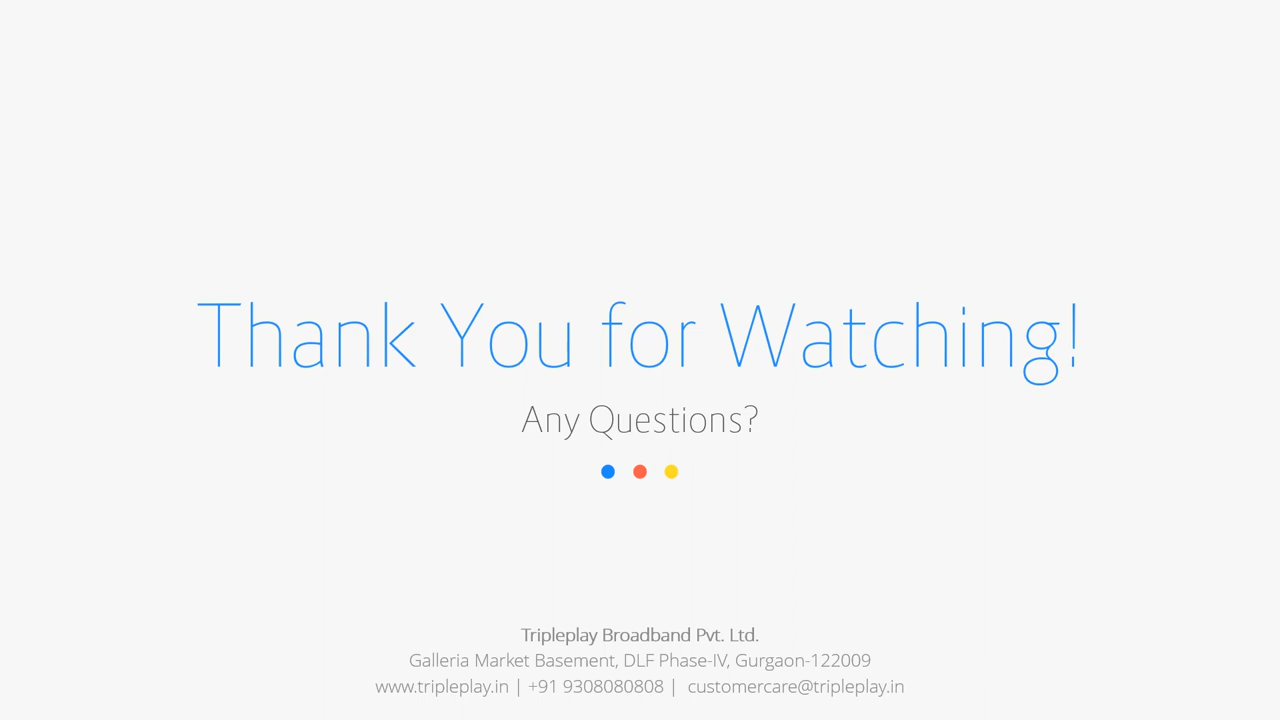 Thank You for Watching!
Any Questions?
Tripleplay Broadband Pvt. Ltd.
Galleria Market Basement, DLF Phase-IV, Gurgaon-122009
www.tripleplay.in | +91 9308080808 | customercare@tripleplay.in